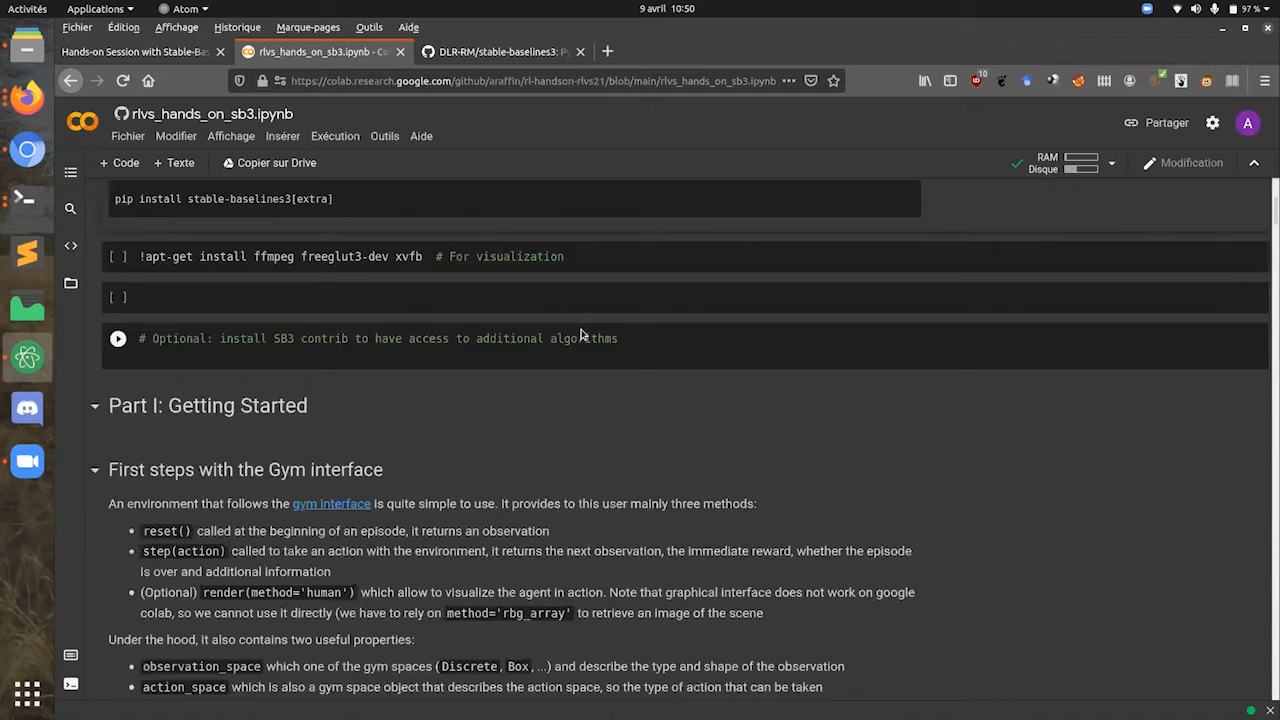 Activités Applications Atom 9 avril 10:50 97 %
Fichier Édition Affichage Historique Marque-pages Outils Aide
Hands-on Session with Stable-Bas rlvs_hands_on_sb3.ipynb - Co DLR-RM/stable-baselines3: Py
https://colab.research.google.com/github/araffin/rl-handson-rlvs21/blob/main/rlvs_hands_on_sb3.ipynb 10
rlvs_hands_on_sb3.ipynb
Partager A
Fichier Modifier Affichage Insérer Exécution Outils Aide
+ Code + Texte Copier sur Drive RAM Disque Modification
pip install stable-baselines3[extra]
[ ] !apt-get install ffmpeg freeglut3-dev xvfb # For visualization
[ ]
# Optional: install SB3 contrib to have access to additional algorithms
Part I: Getting Started
First steps with the Gym interface
An environment that follows the gym interface is quite simple to use. It provides to this user mainly three methods:
• reset() called at the beginning of an episode, it returns an observation
• step(action) called to take an action with the environment, it returns the next observation, the immediate reward, whether the episode
is over and additional information
• (Optional) render(method='human') which allow to visualize the agent in action. Note that graphical interface does not work on google
colab, so we cannot use it directly (we have to rely on method='rbg_array' to retrieve an image of the scene
Under the hood, it also contains two useful properties:
• observation_space which one of the gym spaces (Discrete, Box, ...) and describe the type and shape of the observation
• action_space which is also a gym space object that describes the action space, so the type of action that can be taken